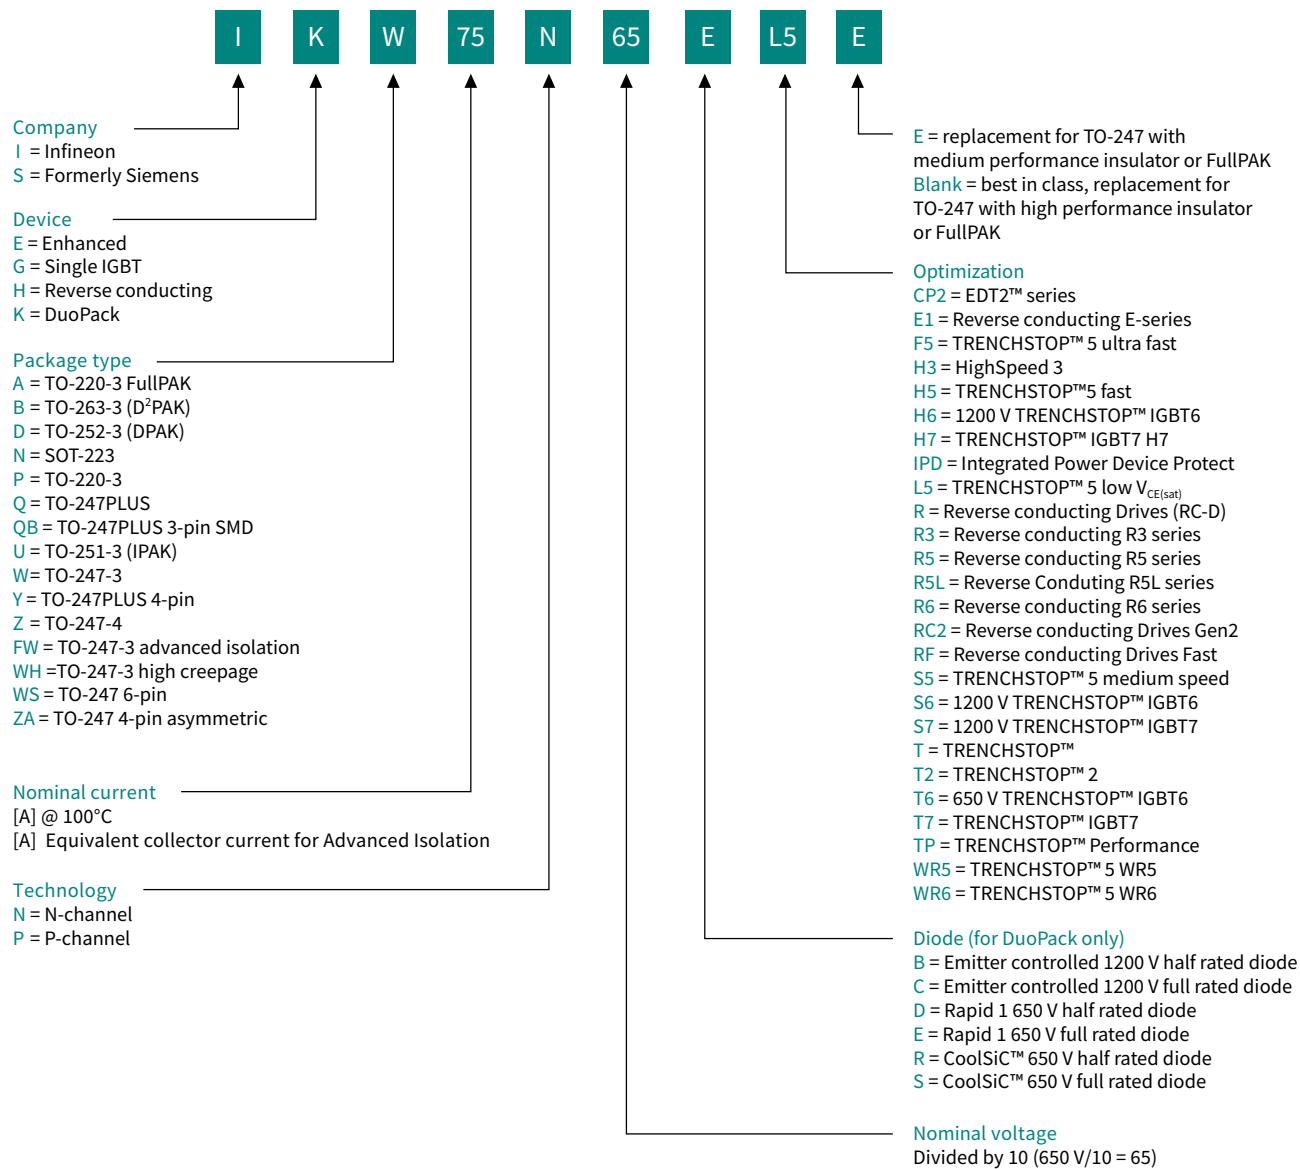 I K W 75 N 65 E L5 E
Company
I = Infineon
S = Formerly Siemens
Device
E = Enhanced
G = Single IGBT
H = Reverse conducting
K = DuoPack
Package type
A = TO-220-3 FullPAK
B = TO-263-3 (D²PAK)
D = TO-252-3 (DPAK)
N = SOT-223
P = TO-220-3
Q = TO-247PLUS
QB = TO-247PLUS 3-pin SMD
U = TO-251-3 (IPAK)
W= TO-247-3
Y = TO-247PLUS 4-pin
Z = TO-247-4
FW = TO-247-3 advanced isolation
WH =TO-247-3 high creepage
WS = TO-247 6-pin
ZA = TO-247 4-pin asymmetric
Nominal current
[A] @ 100°C
[A] Equivalent collector current for Advanced Isolation
Technology
N = N-channel
P = P-channel
E = replacement for TO-247 with
medium performance insulator or FullPAK
Blank = best in class, replacement for
TO-247 with high performance insulator
or FullPAK
Optimization
CP2 = EDT2™ series
E1 = Reverse conducting E-series
F5 = TRENCHSTOP™ 5 ultra fast
H3 = HighSpeed 3
H5 = TRENCHSTOP™5 fast
H6 = 1200 V TRENCHSTOP™ IGBT6
H7 = TRENCHSTOP™ IGBT7 H7
IPD = Integrated Power Device Protect
L5 = TRENCHSTOP™ 5 low VCE(sat)
R = Reverse conducting Drives (RC-D)
R3 = Reverse conducting R3 series
R5 = Reverse conducting R5 series
R5L = Reverse Conduting R5L series
R6 = Reverse conducting R6 series
RC2 = Reverse conducting Drives Gen2
RF = Reverse conducting Drives Fast
S5 = TRENCHSTOP™ 5 medium speed
S6 = 1200 V TRENCHSTOP™ IGBT6
S7 = 1200 V TRENCHSTOP™ IGBT7
T = TRENCHSTOP™
T2 = TRENCHSTOP™ 2
T6 = 650 V TRENCHSTOP™ IGBT6
T7 = TRENCHSTOP™ IGBT7
TP = TRENCHSTOP™ Performance
WR5 = TRENCHSTOP™ 5 WR5
WR6 = TRENCHSTOP™ 5 WR6
Diode (for DuoPack only)
B = Emitter controlled 1200 V half rated diode
C = Emitter controlled 1200 V full rated diode
D = Rapid 1 650 V half rated diode
E = Rapid 1 650 V full rated diode
R = CoolSiC™ 650 V half rated diode
S = CoolSiC™ 650 V full rated diode
Nominal voltage
Divided by 10 (650 V/10 = 65)